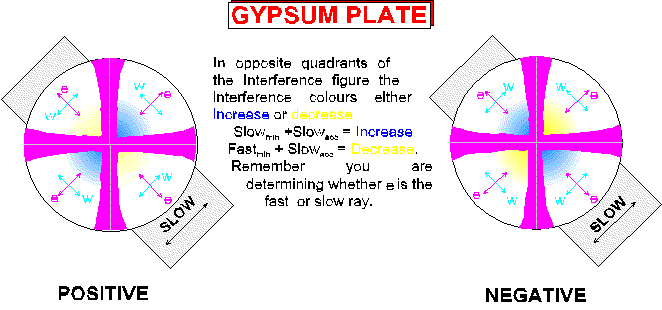 GYPSUM PLATE
In opposite quadrants of
the Interference figure the
Interference colours either
Increase or decrease.
Slowmin +Slowacc = Increase
Fastmin + Slowacc = Decrease.
Remember you are
determining whether e is the
fast or slow ray.
w e
e w
w w
e e
SLOW
POSITIVE
w e
e w
w w
e e
SLOW
NEGATIVE